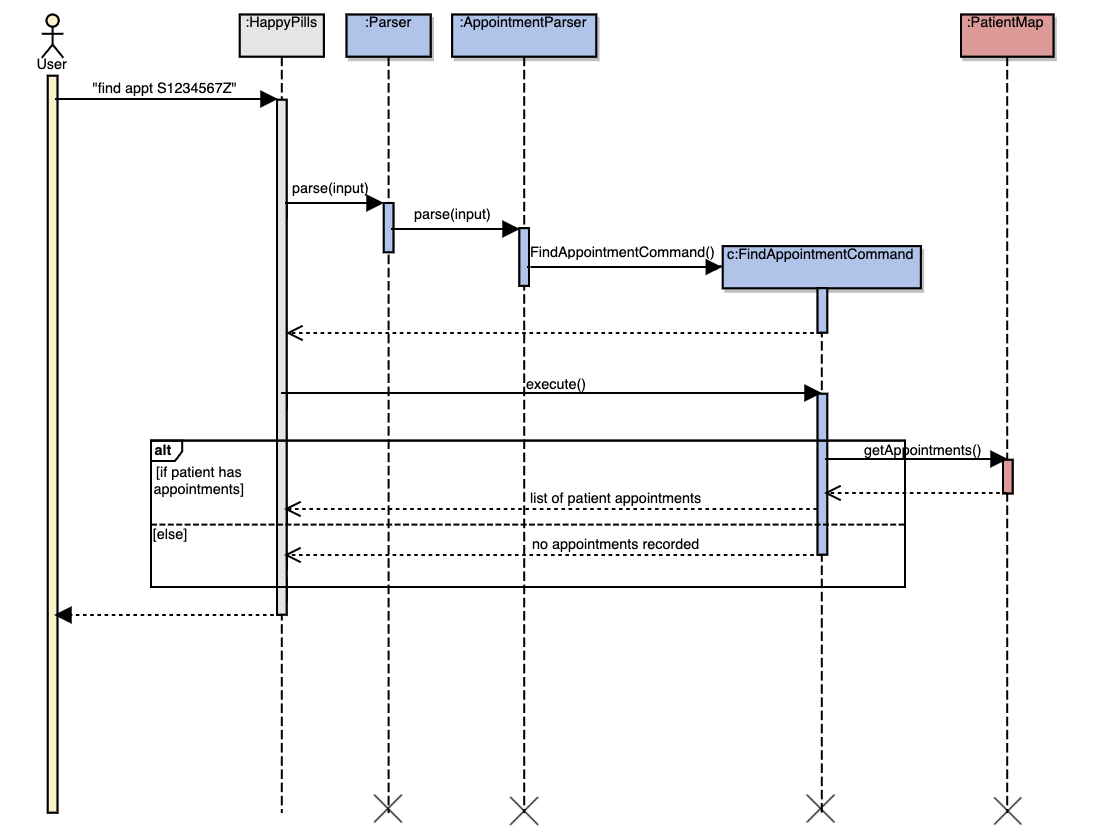 :HappyPills
:Parser
:AppointmentParser
:PatientMap
User
"find appt S1234567Z"
parse(input)
parse(input)
FindAppointmentCommand()
c:FindAppointmentCommand
execute()
alt
getAppointments()
[if patient has
appointments]
list of patient appointments
[else]
no appointments recorded